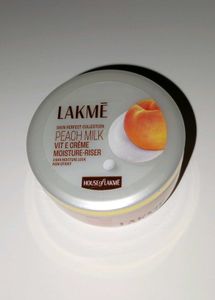 LAKMĒ
SKIN PERFECT COLLECTION
PEACH MILK
VIT E CRÈME
MOISTURE-RISER
HOUSE of LAKMĒ